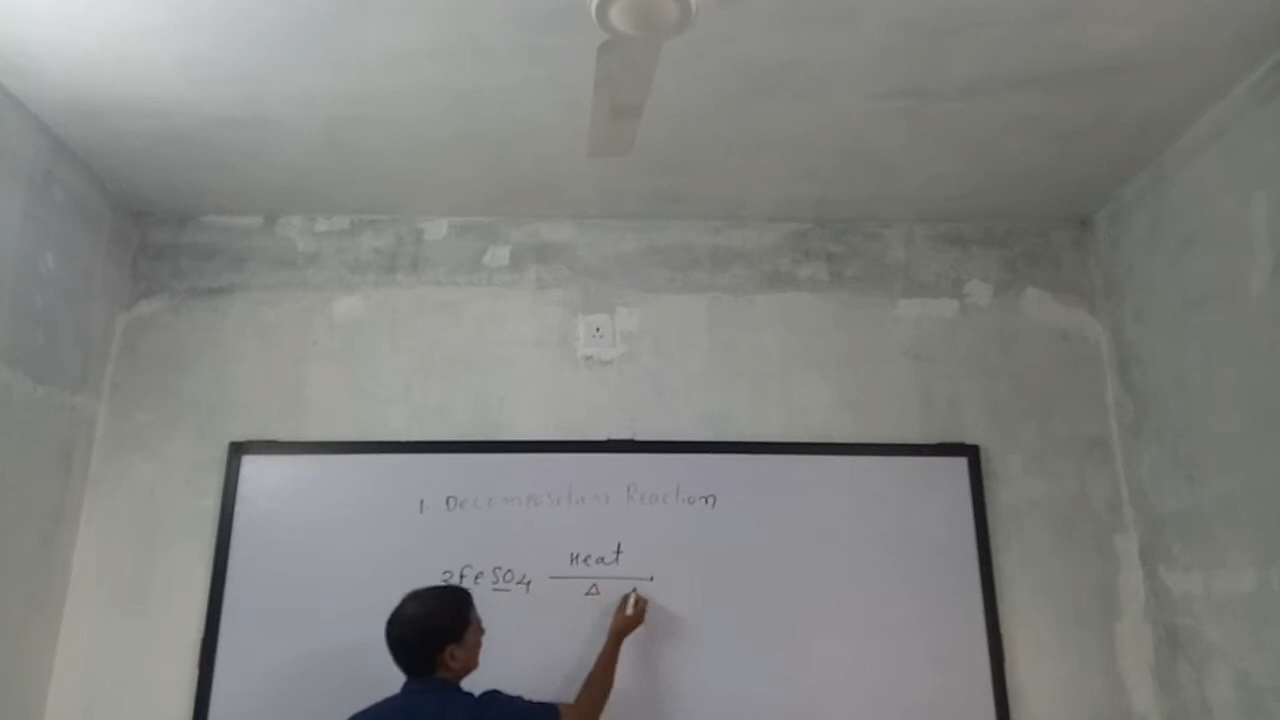 1. Decomposition Reaction
Heat
2FeSO4
Δ